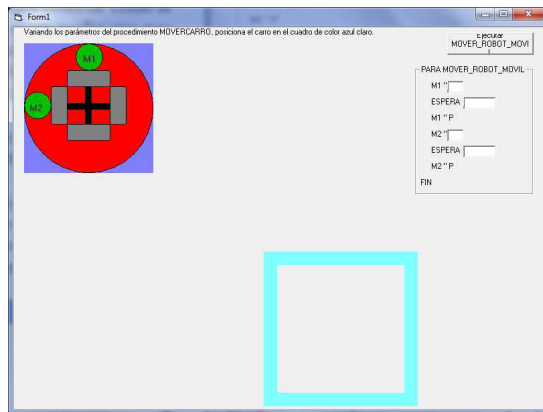 Form1
Variando los parámetros del procedimiento MOVERCARRO, posiciona el carro en el cuadro de color azul claro.
Ejecutar
MOVER_ROBOT_MOVI
M1
M2
PARA MOVER_ROBOT_MOVIL
M1 "
ESPERA
M1 " P
M2 "
ESPERA
M2 " P
FIN